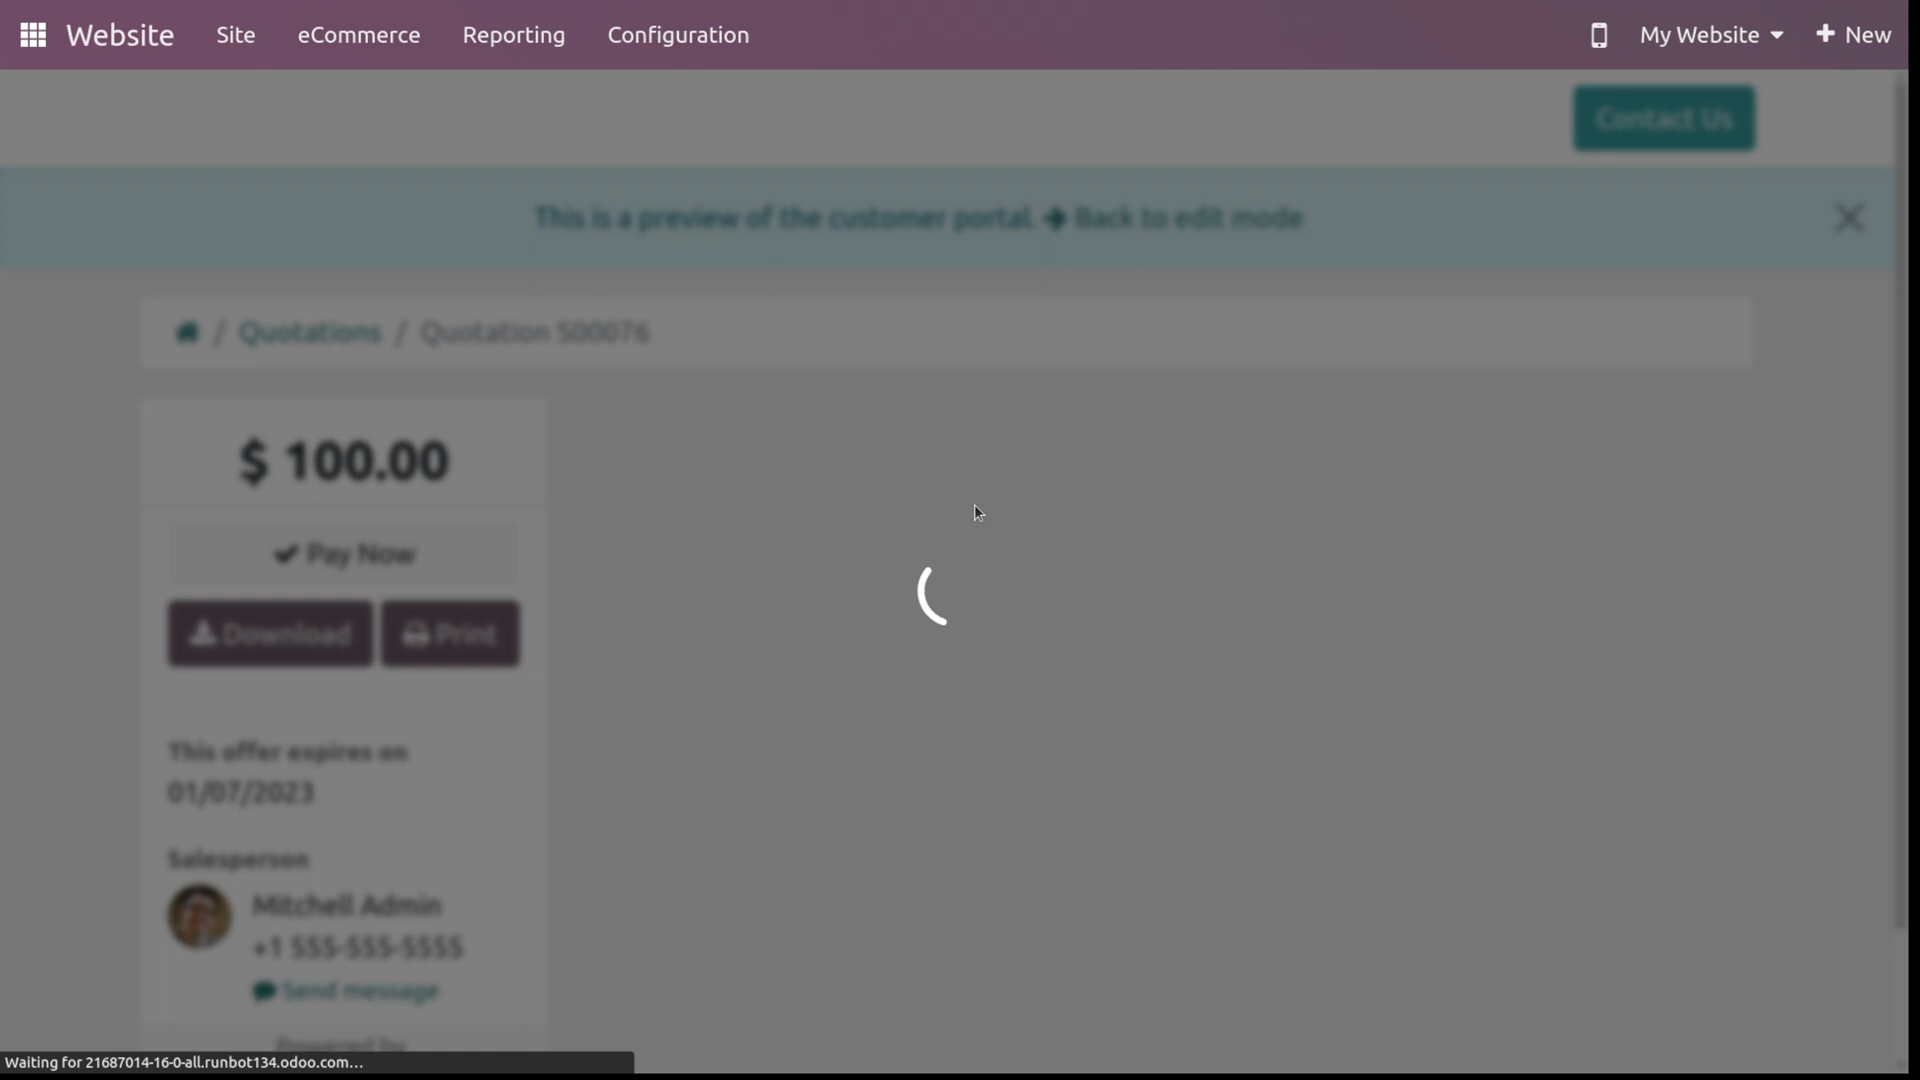 Website Site eCommerce Reporting Configuration My Website New
Contact Us
This is a preview of the customer portal. Back to edit mode
/ Quotations / Quotation S00076
$ 100.00
Pay Now
Download Print
This offer expires on
01/07/2023
Salesperson
Mitchell Admin
+1 555-555-5555
Send message
Powered by
Waiting for 21687014-16-0-all.runbot134.odoo.com...